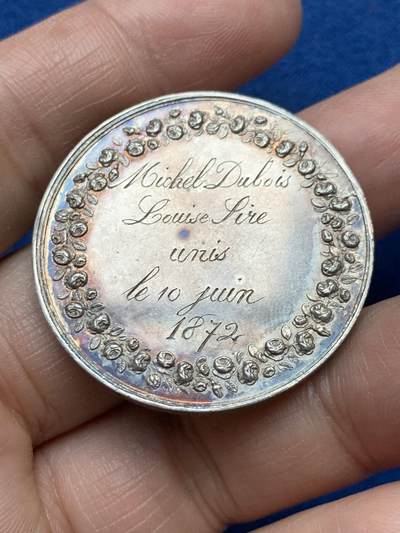 Michel Dubois
Louise Sire
unis
le 10 juin
1872